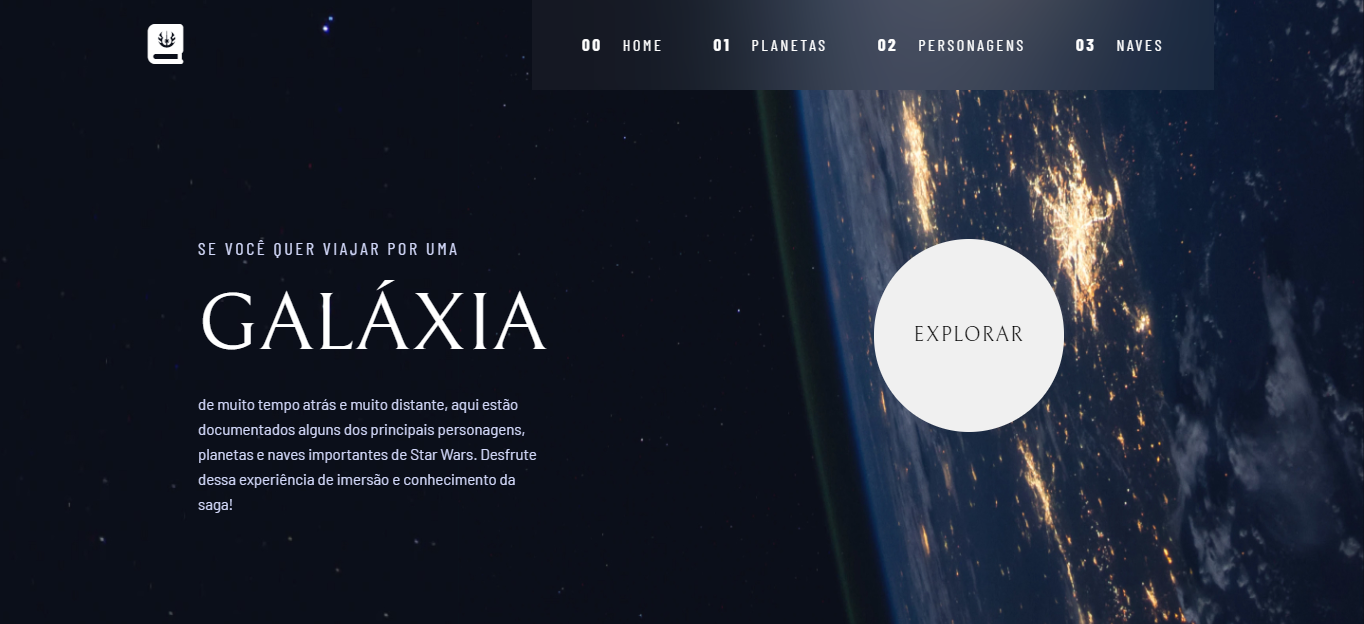 00 HOME 01 PLANETAS 02 PERSONAGENS 03 NAVES
SE VOCÊ QUER VIAJAR POR UMA
GALÁXIA
de muito tempo atrás e muito distante, aqui estão
documentados alguns dos principais personagens,
planetas e naves importantes de Star Wars. Desfrute
dessa experiência de imersão e conhecimento da
saga!
EXPLORAR